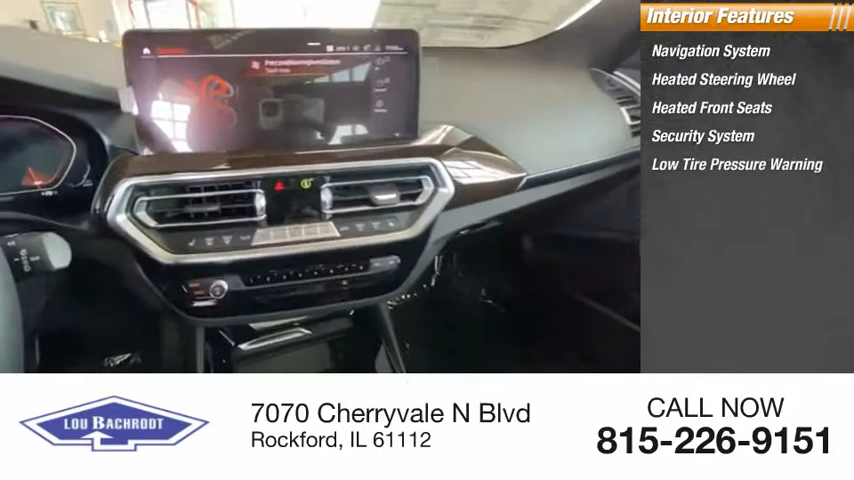 Interior Features
Navigation System
Heated Steering Wheel
Heated Front Seats
Security System
Low Tire Pressure Warning
LOU BACHRODT
7070 Cherryvale N Blvd
Rockford, IL 61112
CALL NOW
815-226-9151